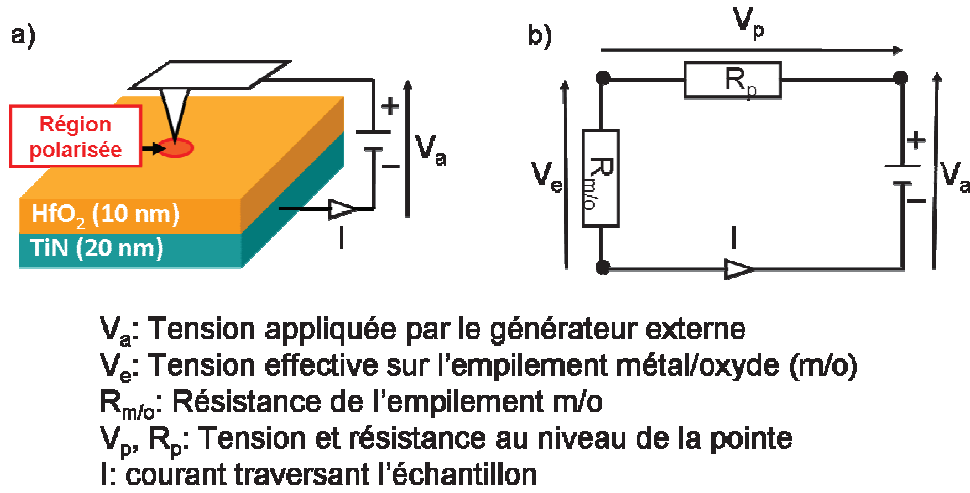 a)
Région
polarisée
HfO₂ (10 nm)
TiN (20 nm)
+
−
Vₐ
I
b)
Vₚ
Rₚ
Vₑ
Rm/o
+
−
Vₐ
I
Vₐ: Tension appliquée par le générateur externe
Vₑ: Tension effective sur l'empilement métal/oxyde (m/o)
Rm/o: Résistance de l'empilement m/o
Vₚ, Rₚ: Tension et résistance au niveau de la pointe
I: courant traversant l'échantillon